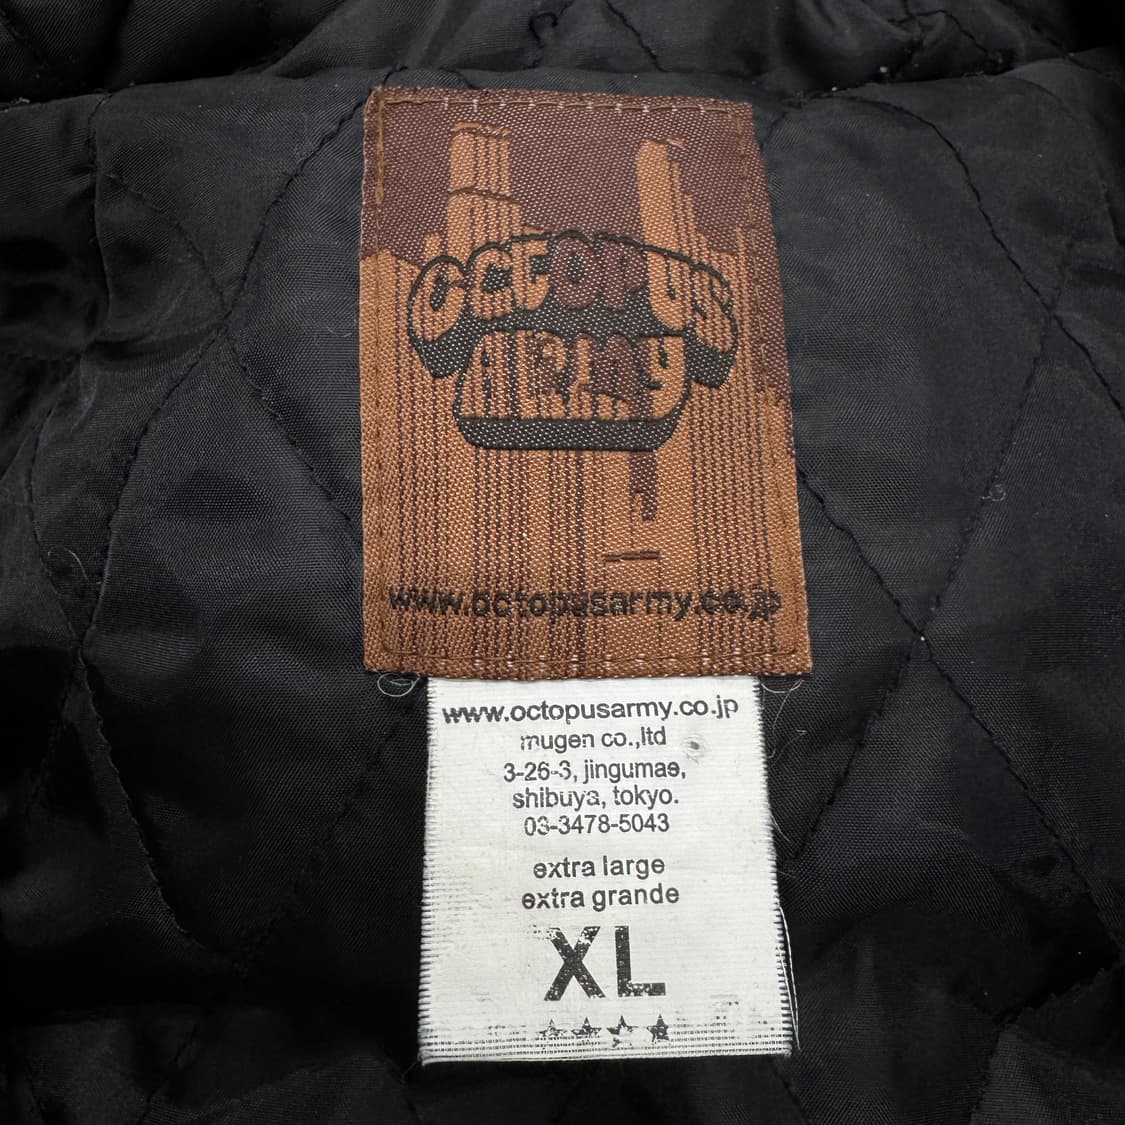 OCTOPUS
ARMY
www.octopusarmy.co.jp
www.octopusarmy.co.jp
mugen co.,ltd
3-26-3, jingumae,
shibuya, tokyo.
03-3478-5043
extra large
extra grande
XL